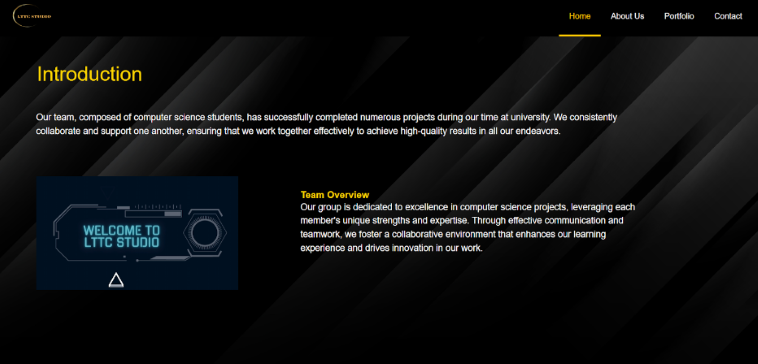 LTTC STUDIO
Home About Us Portfolio Contact
Introduction
Our team, composed of computer science students, has successfully completed numerous projects during our time at university. We consistently
collaborate and support one another, ensuring that we work together effectively to achieve high-quality results in all our endeavors.
WELCOME TO
LTTC STUDIO
Team Overview
Our group is dedicated to excellence in computer science projects, leveraging each
member's unique strengths and expertise. Through effective communication and
teamwork, we foster a collaborative environment that enhances our learning
experience and drives innovation in our work.